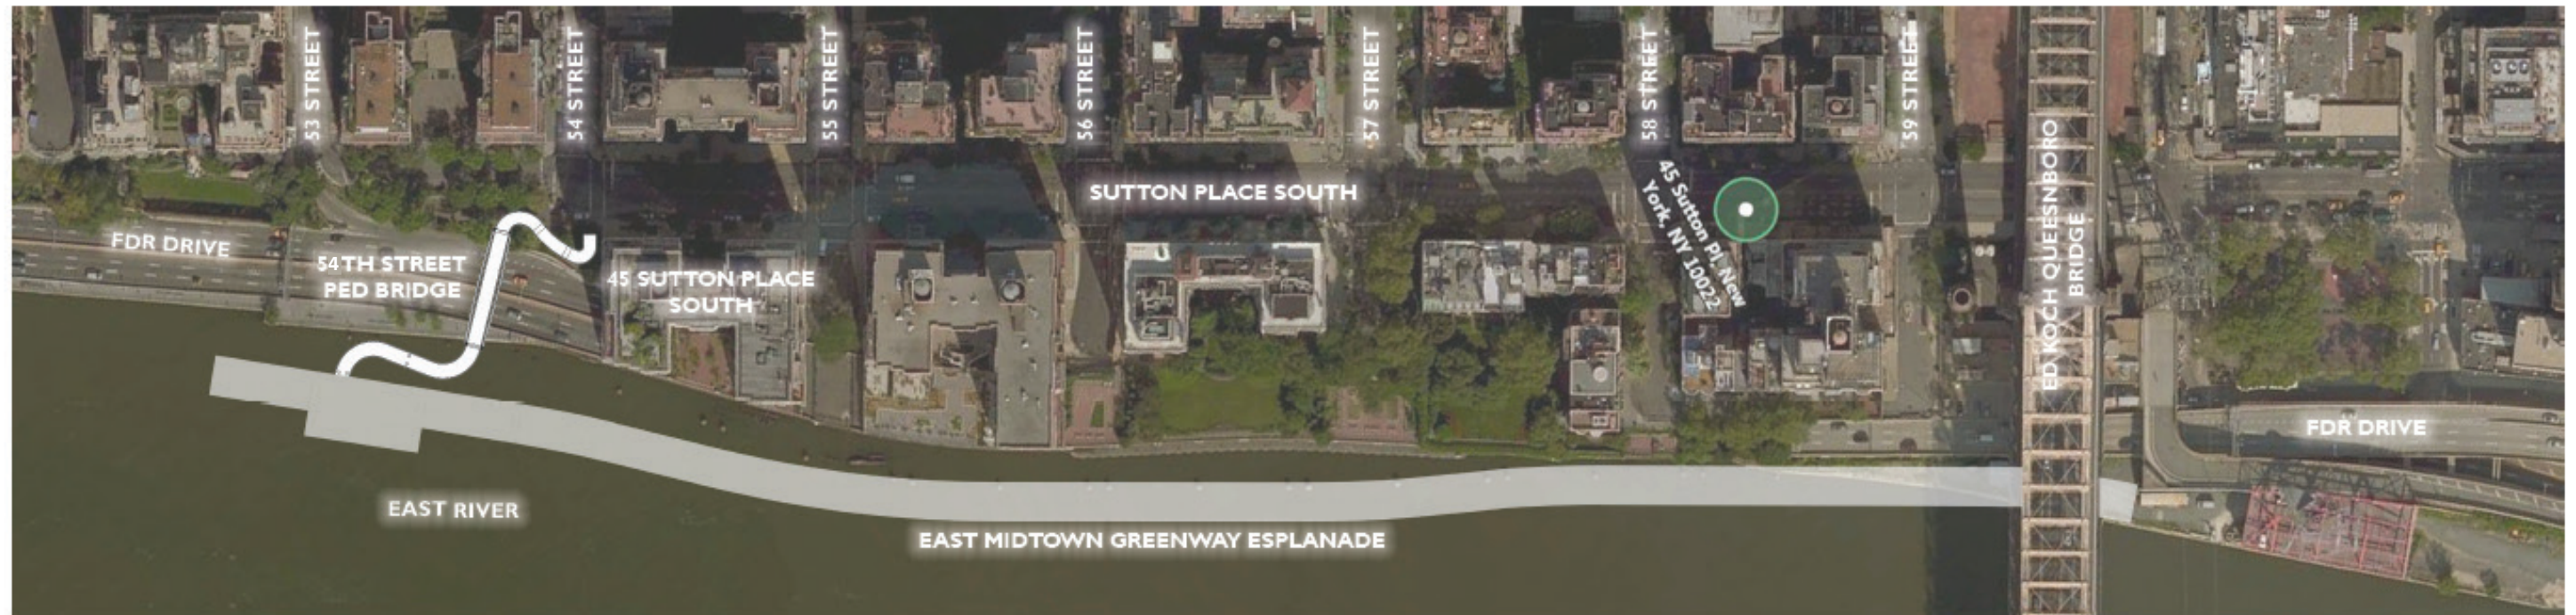 53 STREET
54 STREET
55 STREET
56 STREET
57 STREET
58 STREET
59 STREET
SUTTON PLACE SOUTH
45 Sutton Pl, New
York, NY 10022
ED KOCH QUEESNBORO
BRIDGE
FDR DRIVE
54TH STREET
PED BRIDGE
45 SUTTON PLACE
SOUTH
FDR DRIVE
EAST RIVER
EAST MIDTOWN GREENWAY ESPLANADE